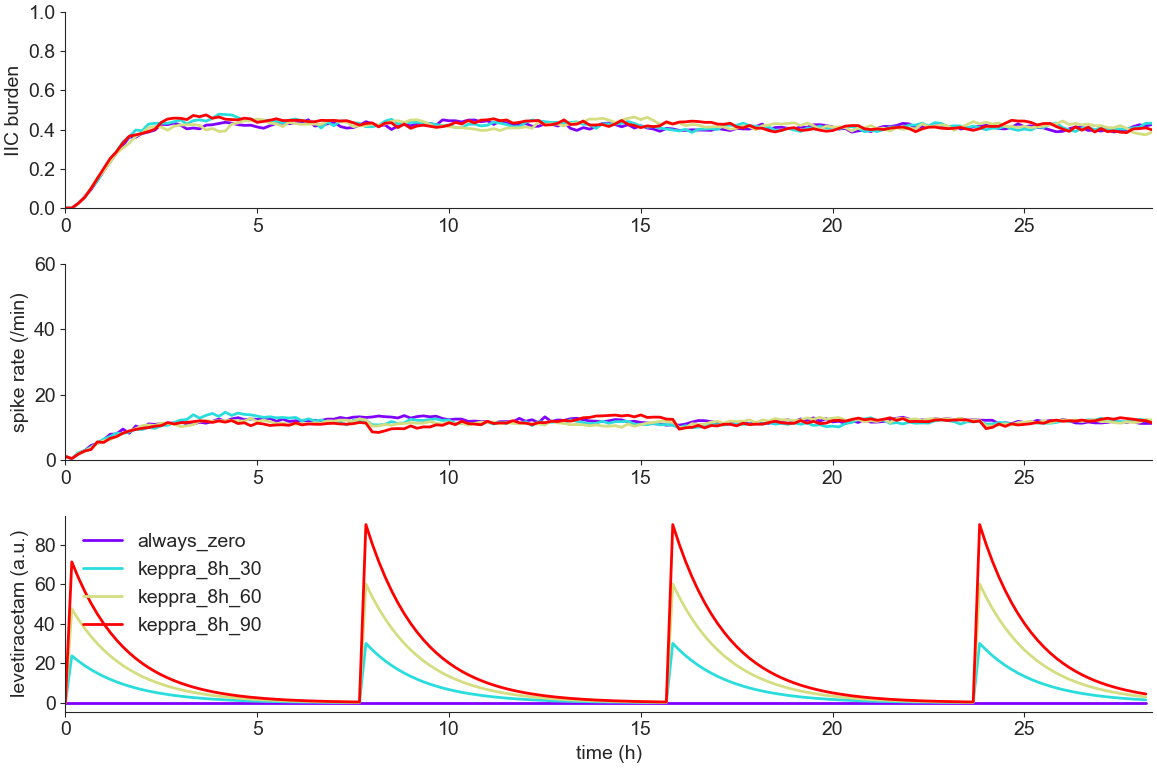 IIC burden
1.0
0.8
0.6
0.4
0.2
0.0
0 5 10 15 20 25
spike rate (/min)
60
40
20
0
0 5 10 15 20 25
levetiracetam (a.u.)
80
60
40
20
0
always_zero
keppra_8h_30
keppra_8h_60
keppra_8h_90
0 5 10 15 20 25
time (h)